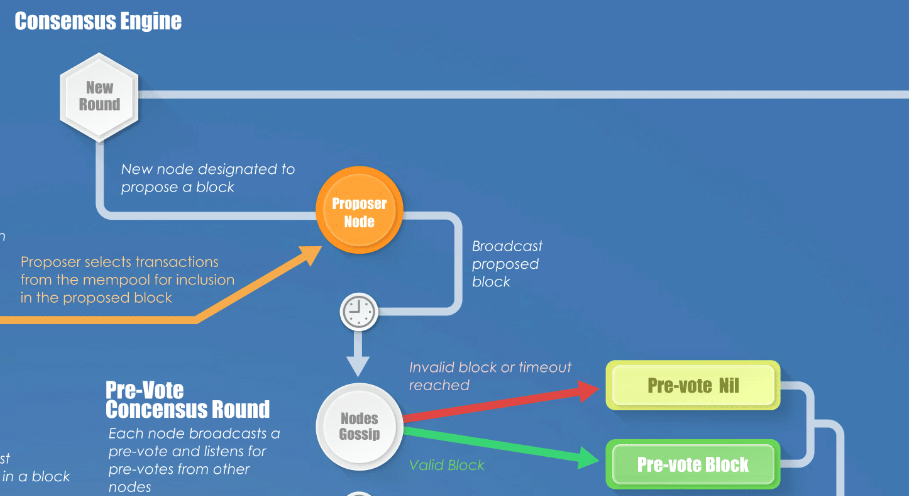 Consensus Engine
New
Round
New node designated to
propose a block
Proposer
Node
Broadcast
proposed
block
Proposer selects transactions
from the mempool for inclusion
in the proposed block
Invalid block or timeout
reached
Pre-vote Nil
Pre-Vote
Concensus Round
Each node broadcasts a
pre-vote and listens for
pre-votes from other
nodes
Nodes
Gossip
Valid Block
Pre-vote Block
in a block